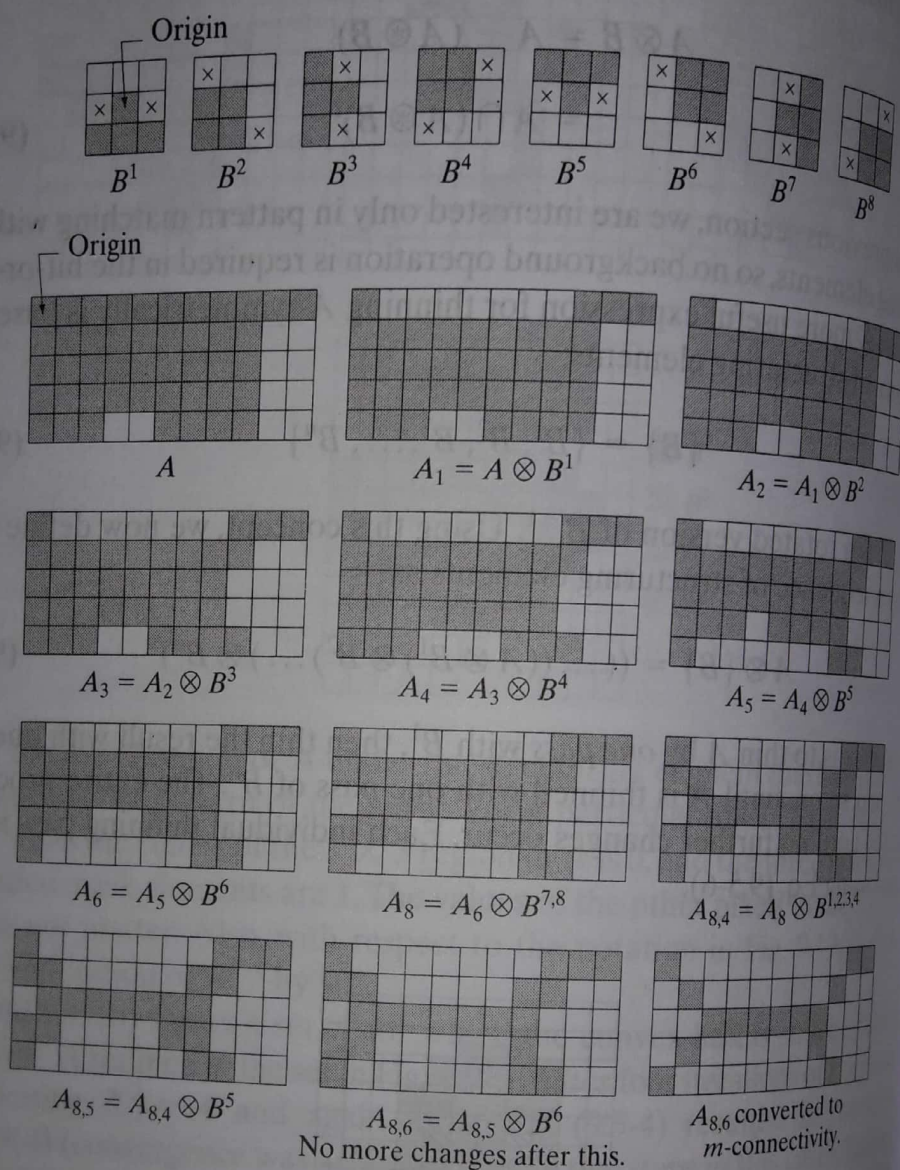 Origin
× ×
×
×
×
×
×
×
× ×
×
×
×
×
×
×
B¹ B² B³ B⁴ B⁵ B⁶ B⁷ B⁸
Origin
A A₁ = A ⊗ B¹ A₂ = A₁ ⊗ B²
A₃ = A₂ ⊗ B³ A₄ = A₃ ⊗ B⁴ A₅ = A₄ ⊗ B⁵
A₆ = A₅ ⊗ B⁶ A₈ = A₆ ⊗ B⁷,⁸ A₈,₄ = A₈ ⊗ B¹,²,³,⁴
A₈,₅ = A₈,₄ ⊗ B⁵ A₈,₆ = A₈,₅ ⊗ B⁶ A₈,₆ converted to
No more changes after this. m-connectivity.